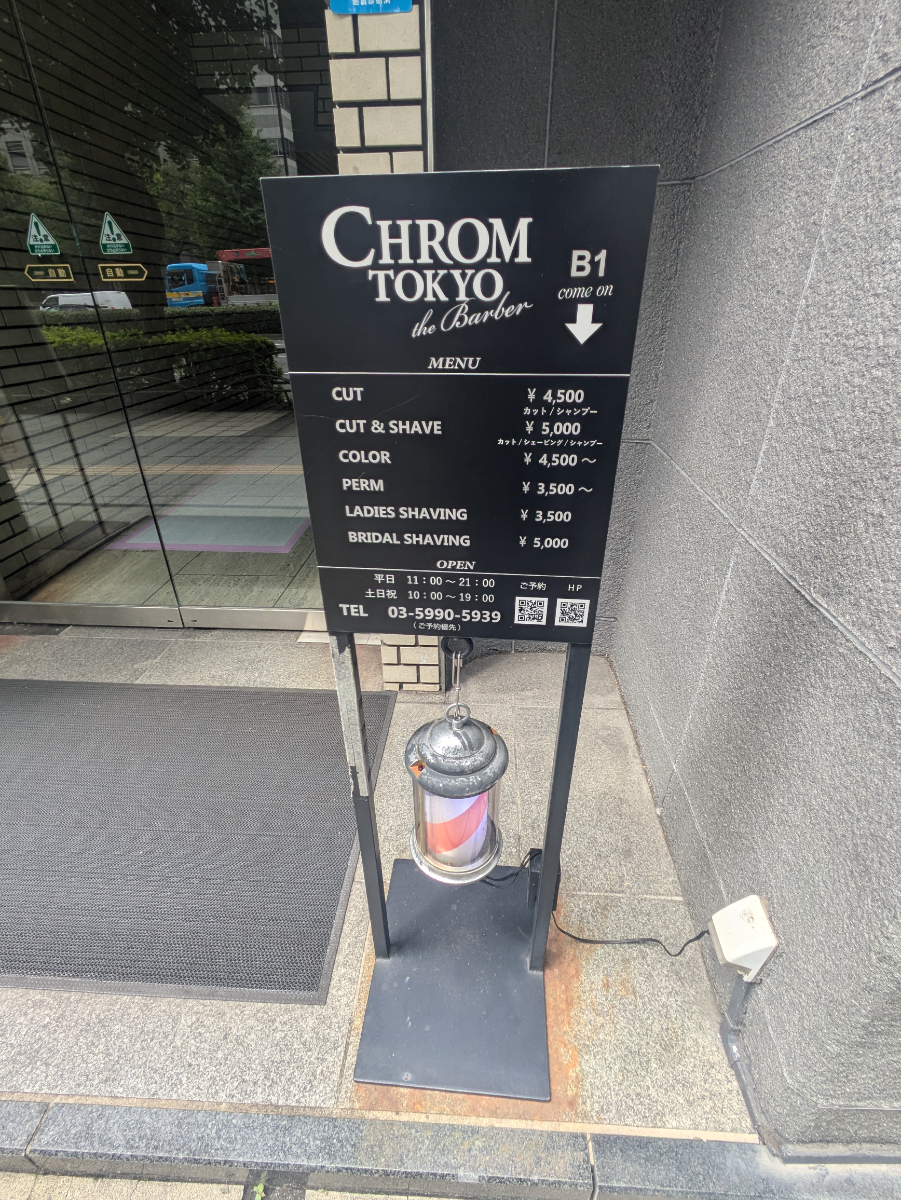 CHROM
TOKYO
the Barber
B1
come on
MENU
CUT ¥ 4,500
カット / シャンプー
CUT & SHAVE ¥ 5,000
カット / シェービング / シャンプー
COLOR ¥ 4,500 〜
PERM ¥ 3,500 〜
LADIES SHAVING ¥ 3,500
BRIDAL SHAVING ¥ 5,000
OPEN
平日 11：00 〜 21：00
土日祝 10：00 〜 19：00
TEL 03-5990-5939
（ご予約優先）
ご予約 HP
自動
自動